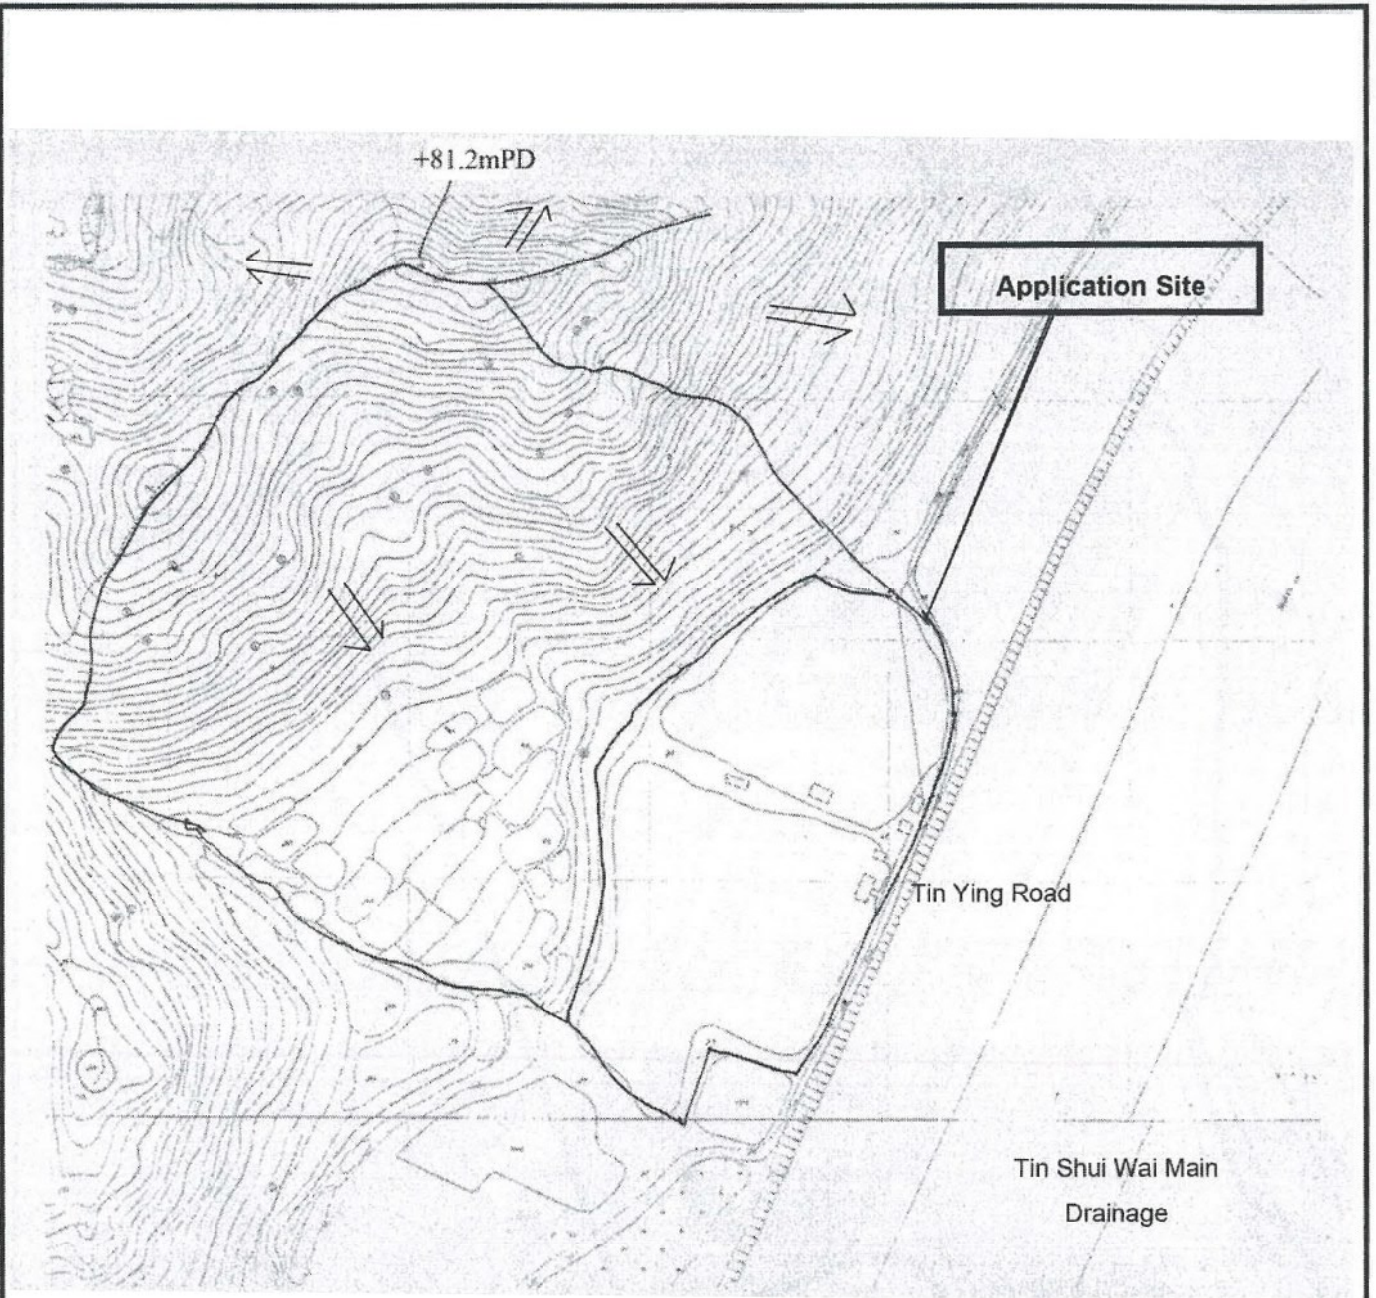 +81.2mPD
Application Site
Tin Ying Road
Tin Shui Wai Main
Drainage